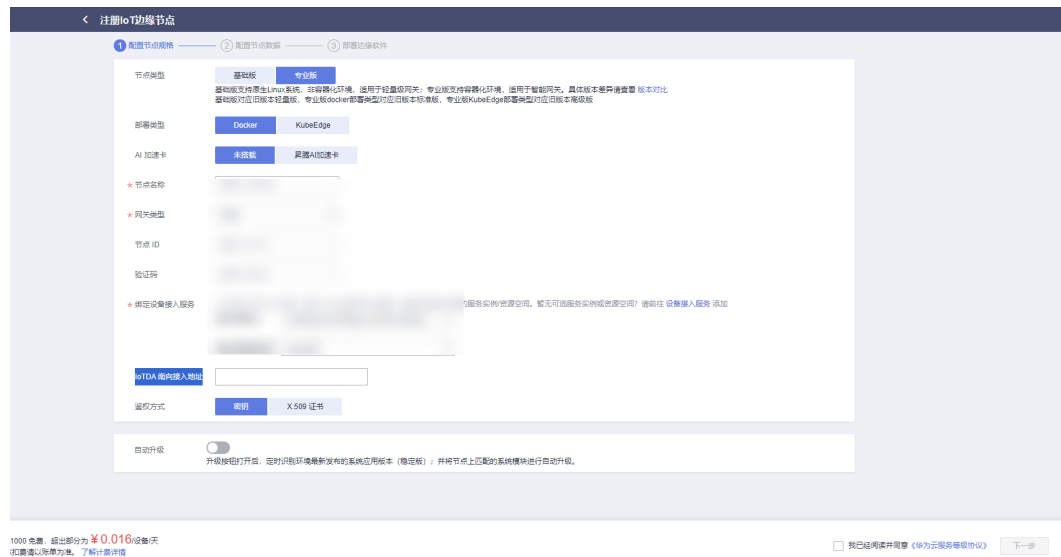 < 注册IoT边缘节点
1 配置节点规格 2 配置节点数据 3 部署边缘软件
节点类型 基础版 专业版
基础版支持原生Linux系统，非容器化环境，适用于轻量级网关；专业版支持容器化环境，适用于智能网关。具体版本差异请查看 版本对比
基础版对应旧版本轻量版，专业版docker部署类型对应旧版本标准版，专业版KubeEdge部署类型对应旧版本高级版
部署类型 Docker KubeEdge
AI 加速卡 未搭载 昇腾AI加速卡
* 节点名称
* 网关类型
节点 ID
验证码
* 绑定设备接入服务 服务实例/资源空间。暂无可选服务实例或资源空间？请前往 设备接入服务 添加
IoTDA 南向接入地址
鉴权方式 密钥 X.509 证书
自动升级
升级按钮打开后，定时识别环境最新发布的系统应用版本（稳定版）；并将节点上匹配的系统模块进行自动升级。
1000 免费，超出部分为 ¥0.016/设备/天
扣费请以账单为准。 了解计费详情
我已经阅读并同意《华为云服务等级协议》 下一步